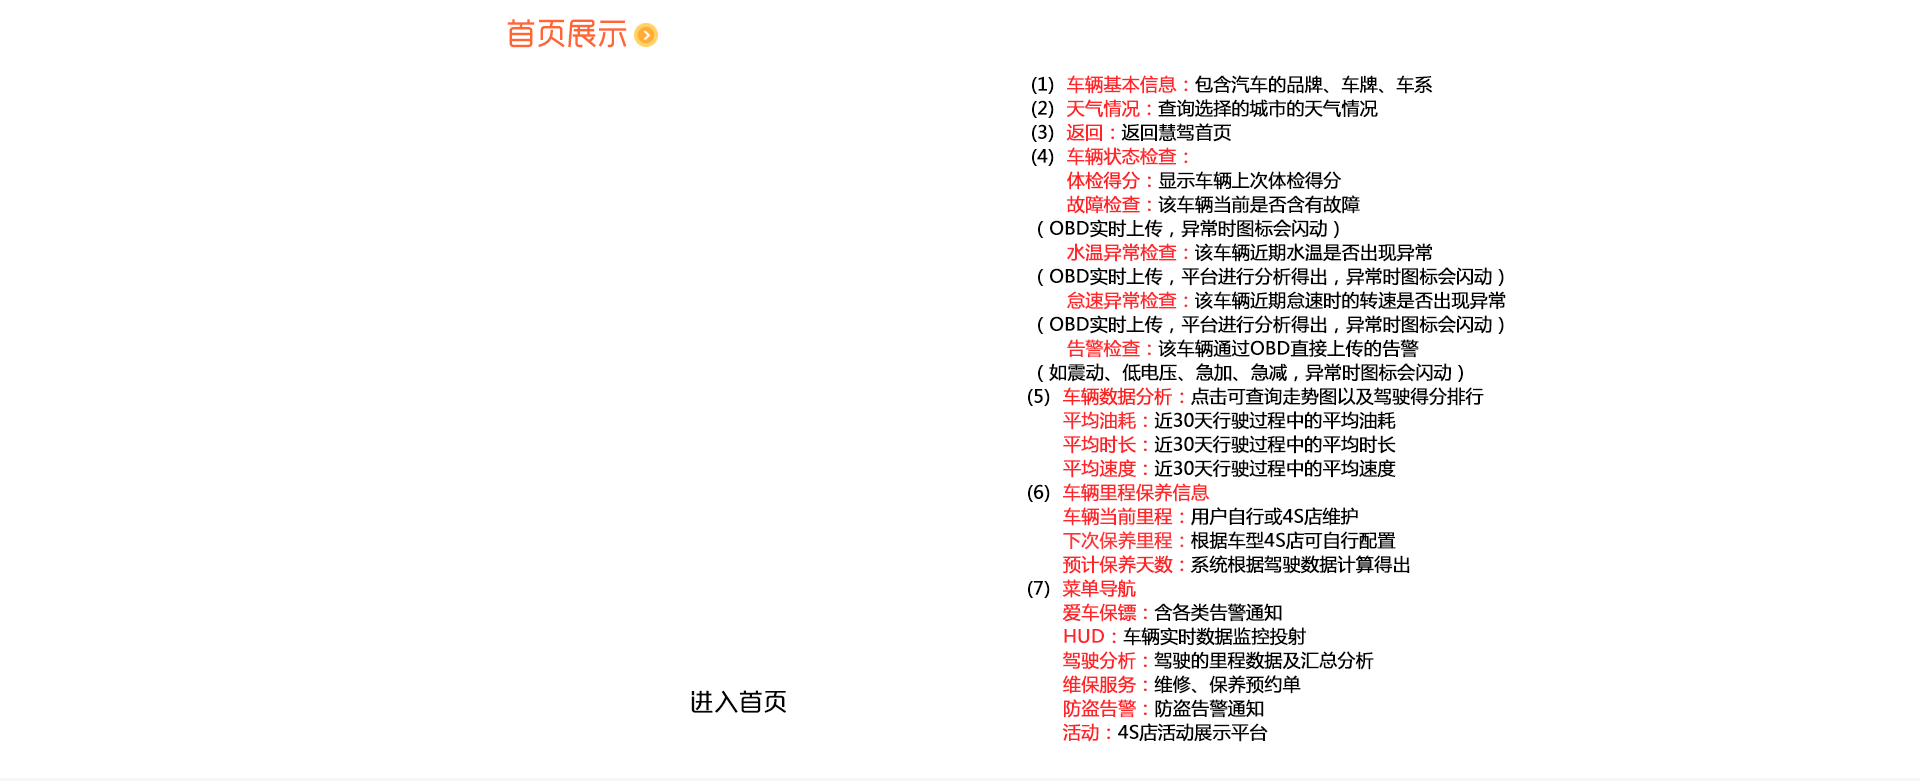 首页展示
(1) 车辆基本信息：包含汽车的品牌、车牌、车系
(2) 天气情况：查询选择的城市的天气情况
(3) 返回：返回慧驾首页
(4) 车辆状态检查：
体检得分：显示车辆上次体检得分
故障检查：该车辆当前是否含有故障
（OBD实时上传，异常时图标会闪动）
水温异常检查：该车辆近期水温是否出现异常
（OBD实时上传，平台进行分析得出，异常时图标会闪动）
怠速异常检查：该车辆近期怠速时的转速是否出现异常
（OBD实时上传，平台进行分析得出，异常时图标会闪动）
告警检查：该车辆通过OBD直接上传的告警
（如震动、低电压、急加、急减，异常时图标会闪动）
(5) 车辆数据分析：点击可查询走势图以及驾驶得分排行
平均油耗：近30天行驶过程中的平均油耗
平均时长：近30天行驶过程中的平均时长
平均速度：近30天行驶过程中的平均速度
(6) 车辆里程保养信息
车辆当前里程：用户自行或4S店维护
下次保养里程：根据车型4S店可自行配置
预计保养天数：系统根据驾驶数据计算得出
(7) 菜单导航
爱车保镖：含各类告警通知
HUD：车辆实时数据监控投射
驾驶分析：驾驶的里程数据及汇总分析
维保服务：维修、保养预约单
防盗告警：防盗告警通知
活动：4S店活动展示平台
进入首页